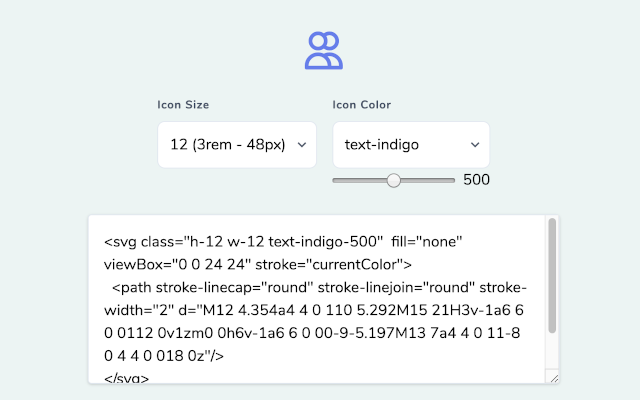 Icon Size
Icon Color
12 (3rem - 48px)
text-indigo
500
<svg class="h-12 w-12 text-indigo-500"  fill="none"
viewBox="0 0 24 24" stroke="currentColor">
  <path stroke-linecap="round" stroke-linejoin="round" stroke-
width="2" d="M12 4.354a4 4 0 110 5.292M15 21H3v-1a6 6
0 0112 0v1zm0 0h6v-1a6 6 0 00-9-5.197M13 7a4 4 0 11-8
0 4 4 0 018 0z"/>
</svg>